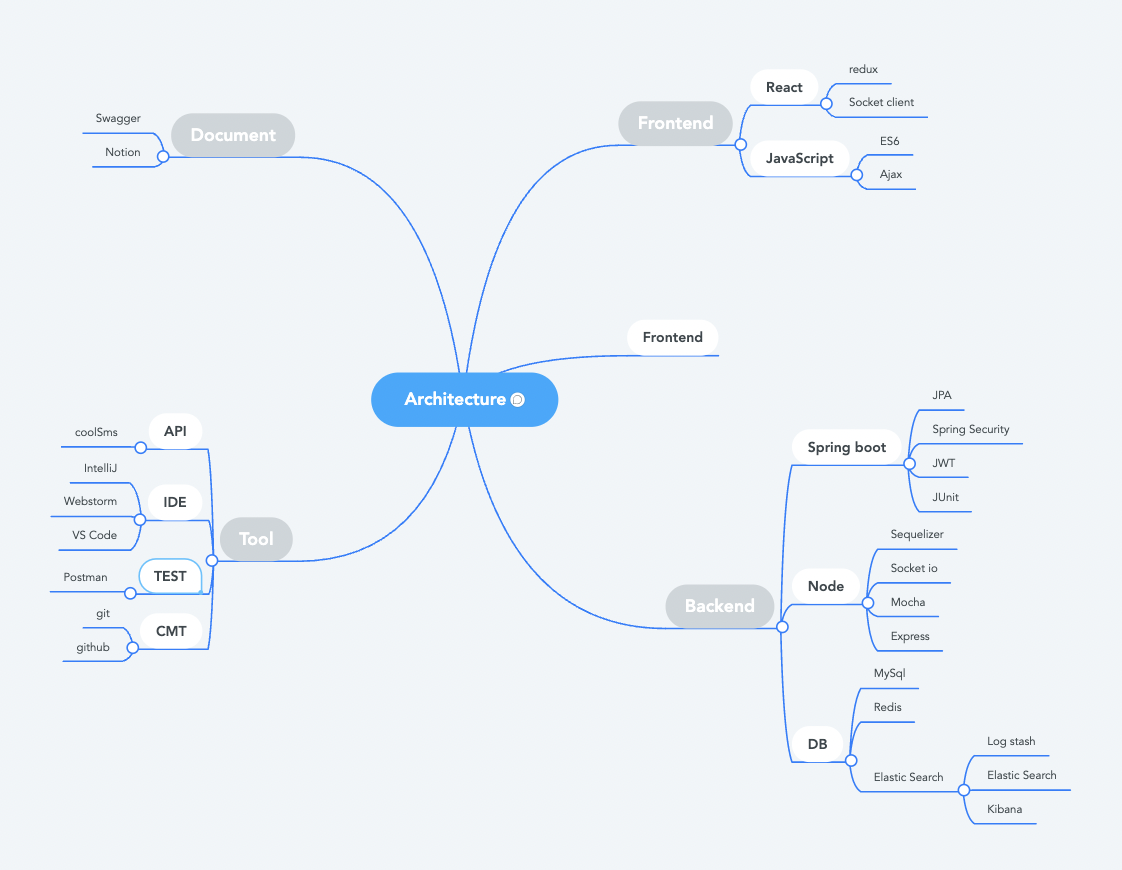 Architecture
Document
Swagger
Notion
Frontend
React
redux
Socket client
JavaScript
ES6
Ajax
Frontend
Tool
API
coolSms
IDE
IntelliJ
Webstorm
VS Code
TEST
Postman
CMT
git
github
Backend
Spring boot
JPA
Spring Security
JWT
JUnit
Node
Sequelizer
Socket io
Mocha
Express
DB
MySql
Redis
Elastic Search
Log stash
Elastic Search
Kibana